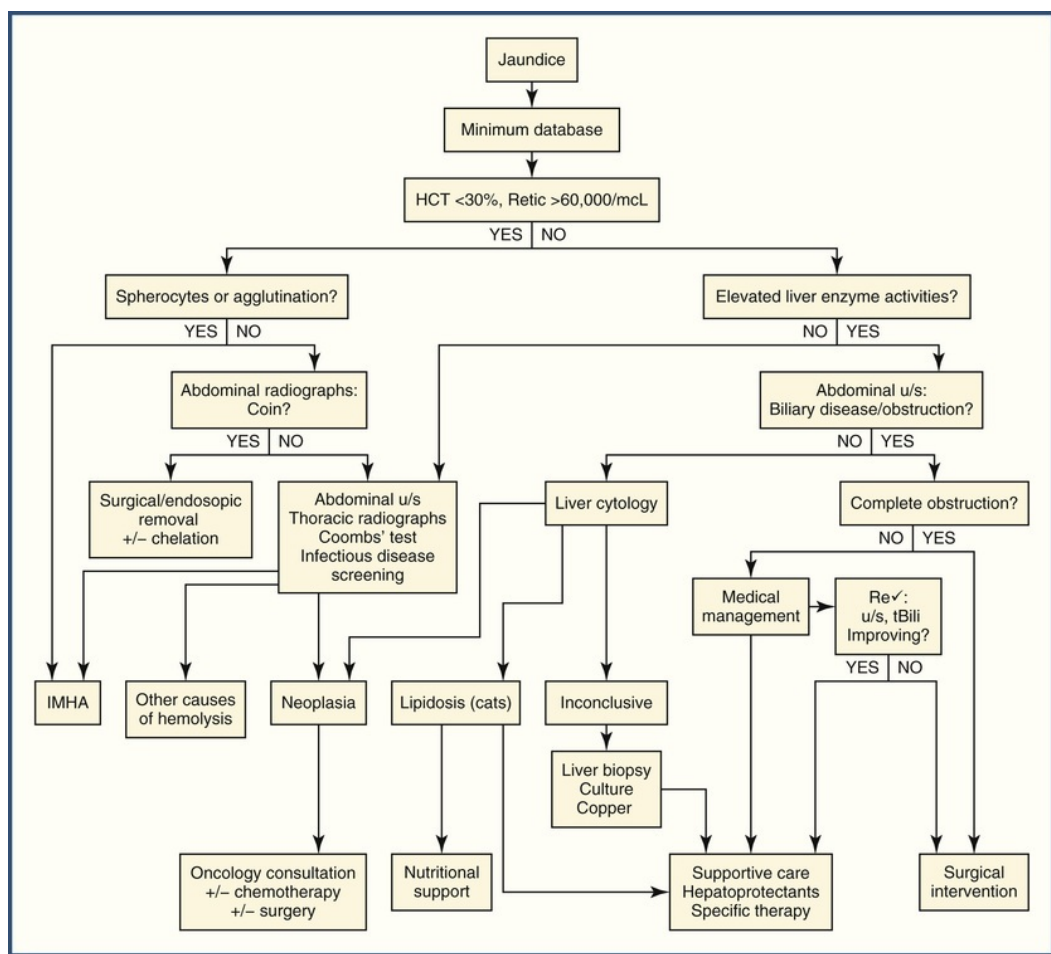 Jaundice
Minimum database
HCT <30%, Retic >60,000/mcL
YES NO
Spherocytes or agglutination?
Elevated liver enzyme activities?
YES NO
NO YES
Abdominal radiographs:
Coin?
Abdominal u/s:
Biliary disease/obstruction?
YES NO
NO YES
Surgical/endosopic
removal
+/− chelation
Abdominal u/s
Thoracic radiographs
Coombs' test
Infectious disease
screening
Liver cytology
Complete obstruction?
NO YES
Medical
management
Re✓:
u/s, tBili
Improving?
YES NO
IMHA
Other causes
of hemolysis
Neoplasia
Lipidosis (cats)
Inconclusive
Liver biopsy
Culture
Copper
Oncology consultation
+/− chemotherapy
+/− surgery
Nutritional
support
Supportive care
Hepatoprotectants
Specific therapy
Surgical
intervention